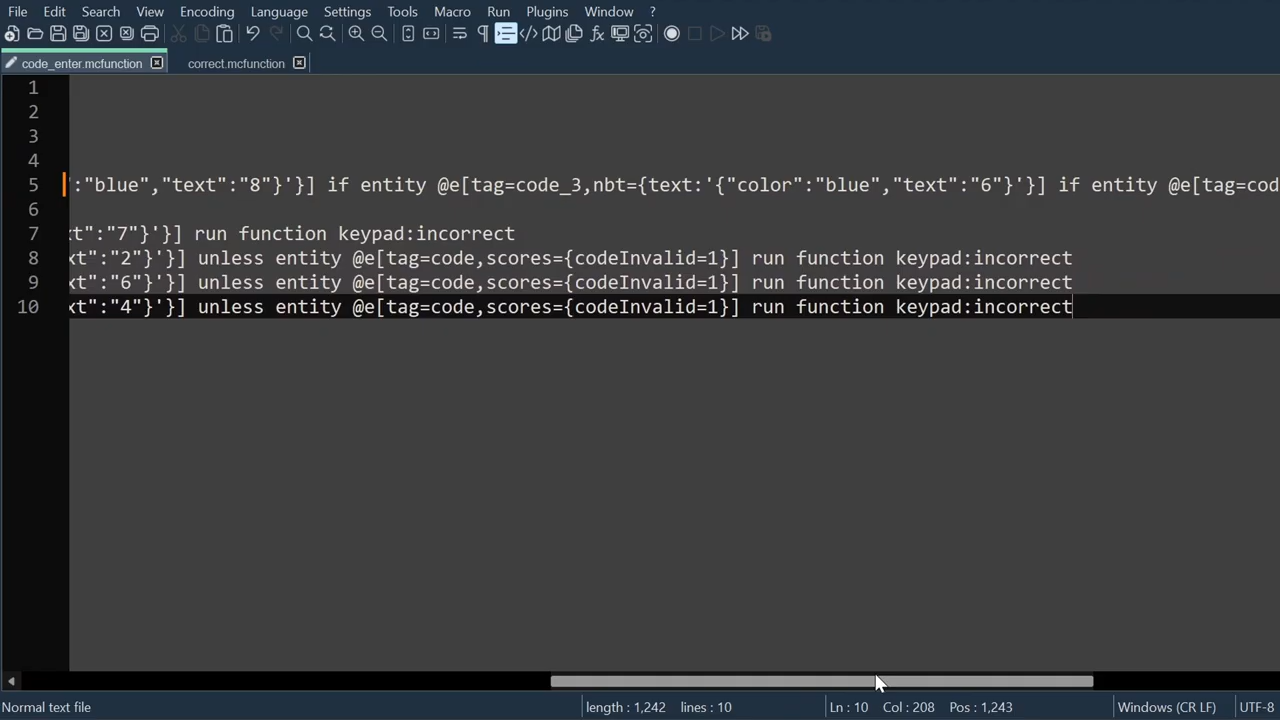 File Edit Search View Encoding Language Settings Tools Macro Run Plugins Window ?
code_enter.mcfunction correct.mcfunction
1
2
3
4
5 ":"blue","text":"8"}'}] if entity @e[tag=code_3,nbt={text:'{"color":"blue","text":"6"}'}] if entity @e[tag=cod
6
7 xt":"7"}'}] run function keypad:incorrect
8 xt":"2"}'}] unless entity @e[tag=code,scores={codeInvalid=1}] run function keypad:incorrect
9 xt":"6"}'}] unless entity @e[tag=code,scores={codeInvalid=1}] run function keypad:incorrect
10 xt":"4"}'}] unless entity @e[tag=code,scores={codeInvalid=1}] run function keypad:incorrect
Normal text file length : 1,242 lines : 10 Ln : 10 Col : 208 Pos : 1,243 Windows (CR LF) UTF-8